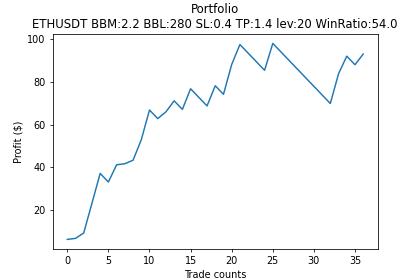 Portfolio
ETHUSDT BBM:2.2 BBL:280 SL:0.4 TP:1.4 lev:20 WinRatio:54.0
100
80
60
40
20
Profit ($)
0 5 10 15 20 25 30 35
Trade counts